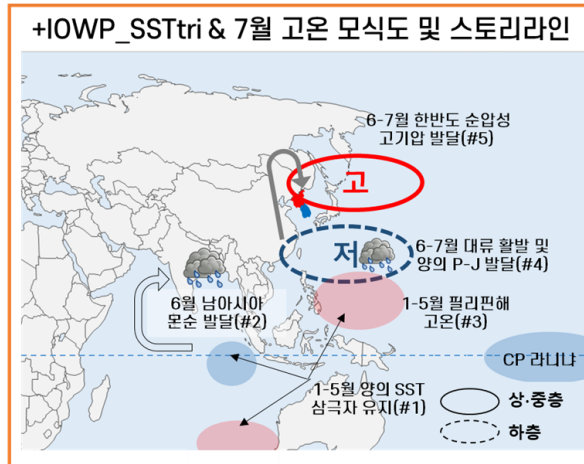 +IOWP_SSTtri & 7월 고온 모식도 및 스토리라인
6-7월 한반도 순압성
고기압 발달(#5)
고
저
6-7월 대류 활발 및
양의 P-J 발달(#4)
6월 남아시아
몬순 발달(#2)
1-5월 필리핀해
고온(#3)
CP 라니냐
1-5월 양의 SST
삼극자 유지(#1)
상·중층
하층